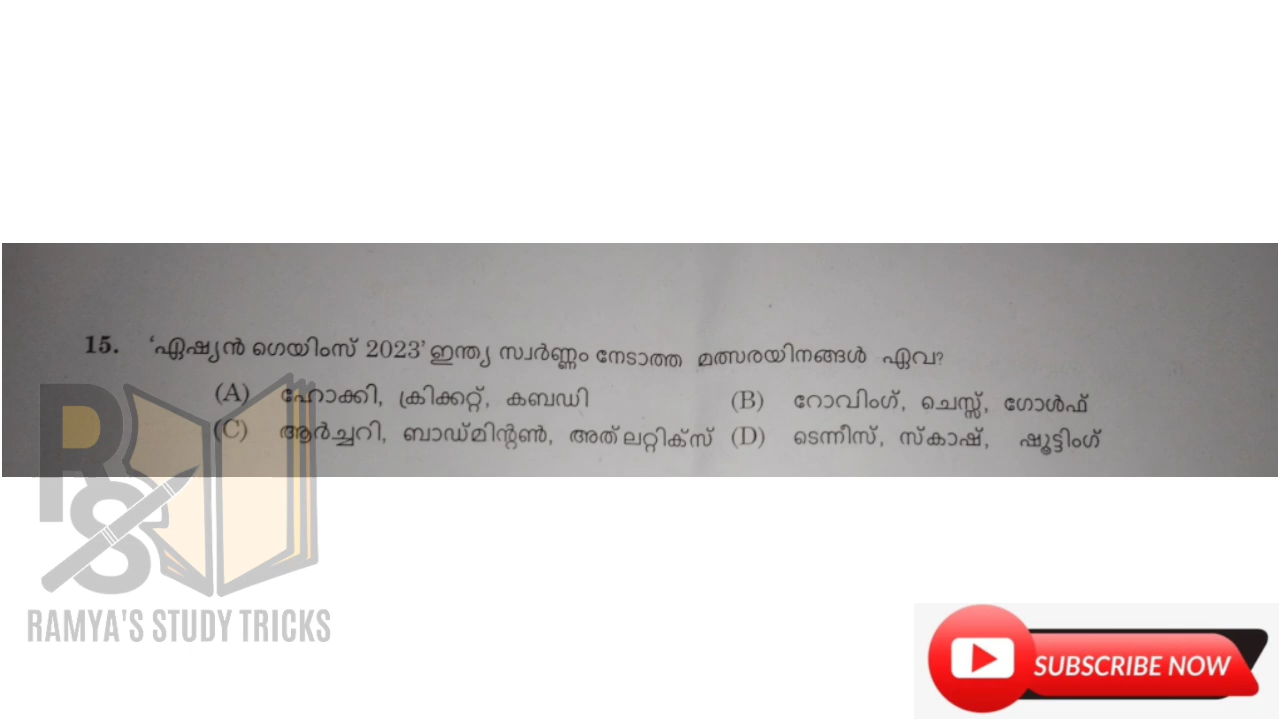 15. 'ഏഷ്യൻ ഗെയിംസ് 2023' ഇന്ത്യ സ്വർണ്ണം നേടാത്ത മത്സരയിനങ്ങൾ ഏവ?
(A) ഹോക്കി, ക്രിക്കറ്റ്, കബഡി (B) റോവിംഗ്, ചെസ്സ്, ഗോൾഫ്
(C) ആർച്ചറി, ബാഡ്മിന്റൺ, അത്‌ലറ്റിക്സ് (D) ടെന്നീസ്, സ്കാഷ്, ഷൂട്ടിംഗ്
RS
RAMYA'S STUDY TRICKS
SUBSCRIBE NOW